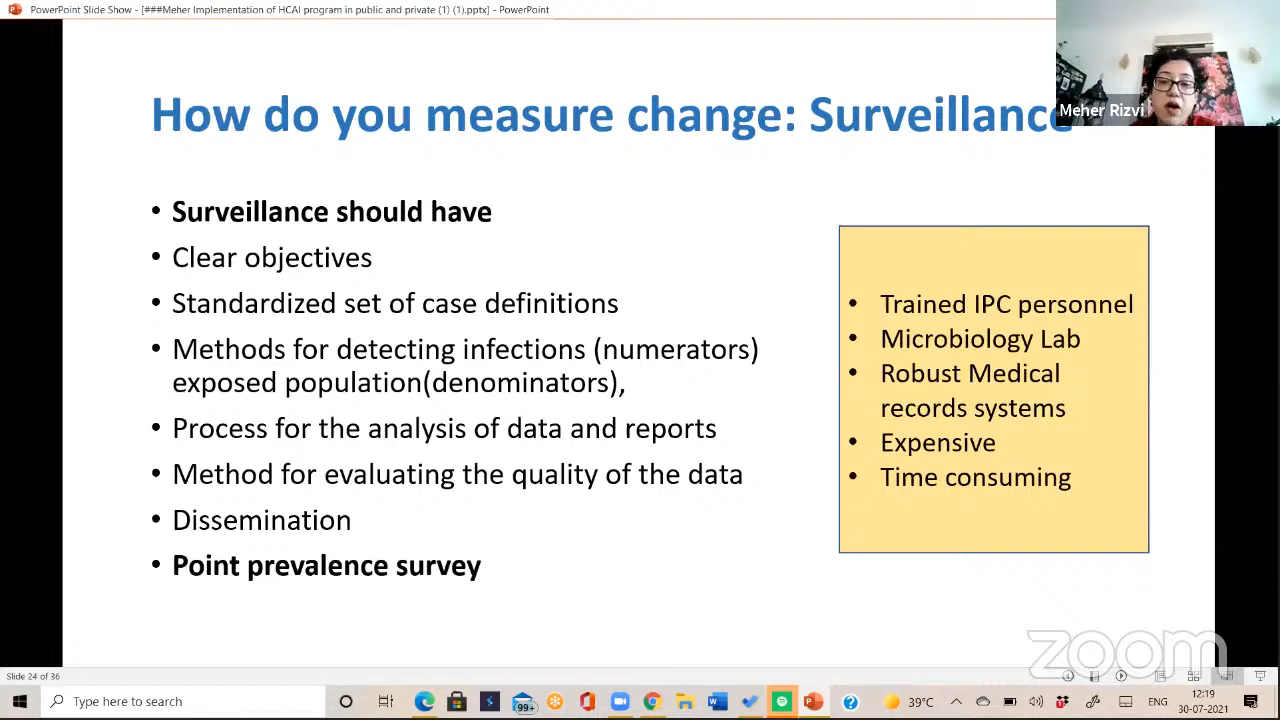 PowerPoint Slide Show - [###Meher Implementation of HCAI program in public and private (1) (1).pptx] - PowerPoint
Meher Rizvi
How do you measure change: Surveillance
• Surveillance should have
• Clear objectives
• Standardized set of case definitions
• Methods for detecting infections (numerators)
exposed population(denominators),
• Process for the analysis of data and reports
• Method for evaluating the quality of the data
• Dissemination
• Point prevalence survey
• Trained IPC personnel
• Microbiology Lab
• Robust Medical
records systems
• Expensive
• Time consuming
zoom
Slide 24 of 36
Type here to search
99+
39°C
ENG
12:19
30-07-2021